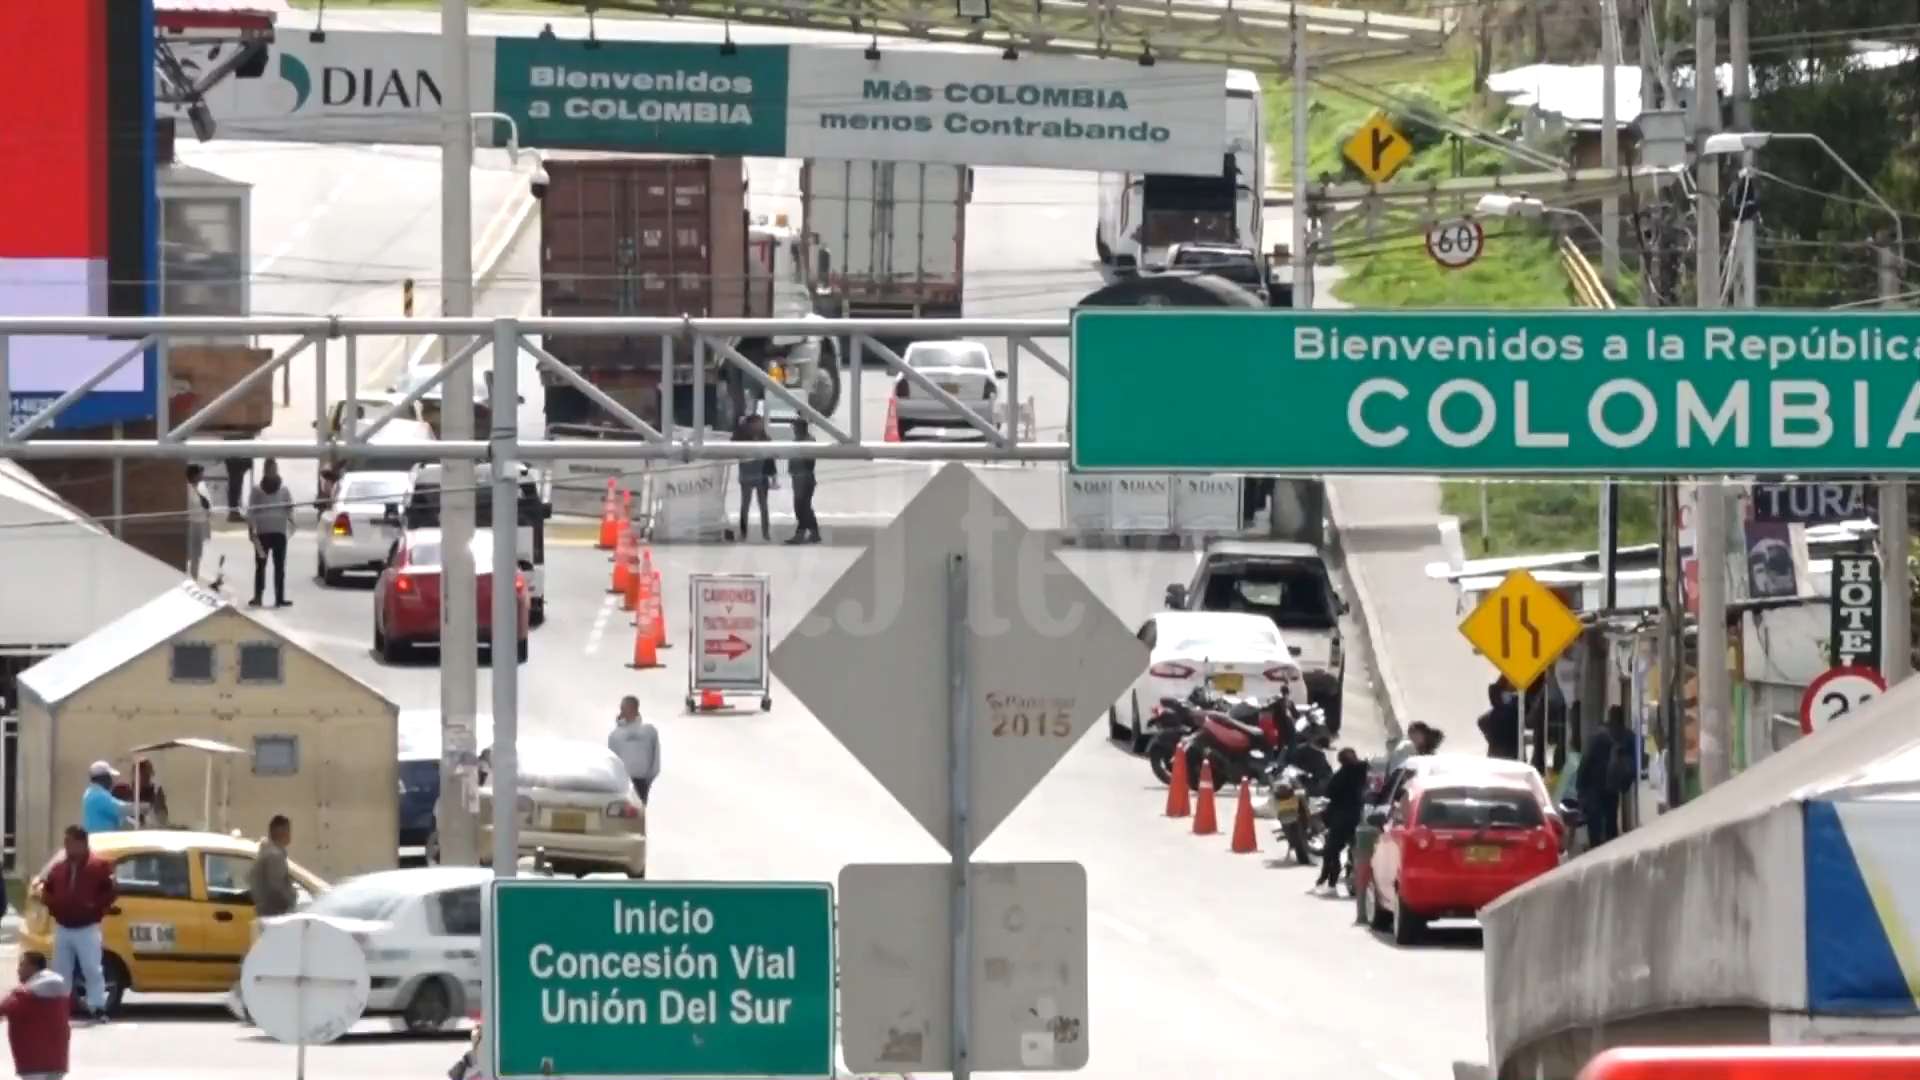 DIAN
Bienvenidos
a COLOMBIA
Más COLOMBIA
menos Contrabando
60
Bienvenidos a la República
COLOMBIA
DIAN
DIAN
DIAN
TURA
HOTEL
CAMIONES
Y
2015
Inicio
Concesión Vial
Unión Del Sur